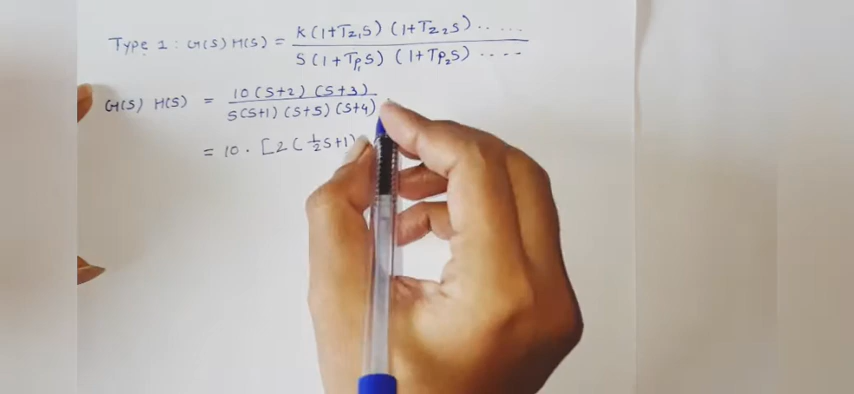 Type 1: G(S) H(S) = K(1+Tz₁S) (1+Tz₂S)..... / S(1+Tp₁S) (1+Tp₂S)....
G(S) H(S) = 10(S+2) (S+3) / S(S+1) (S+5) (S+4)
= 10 · [2(½S+1)